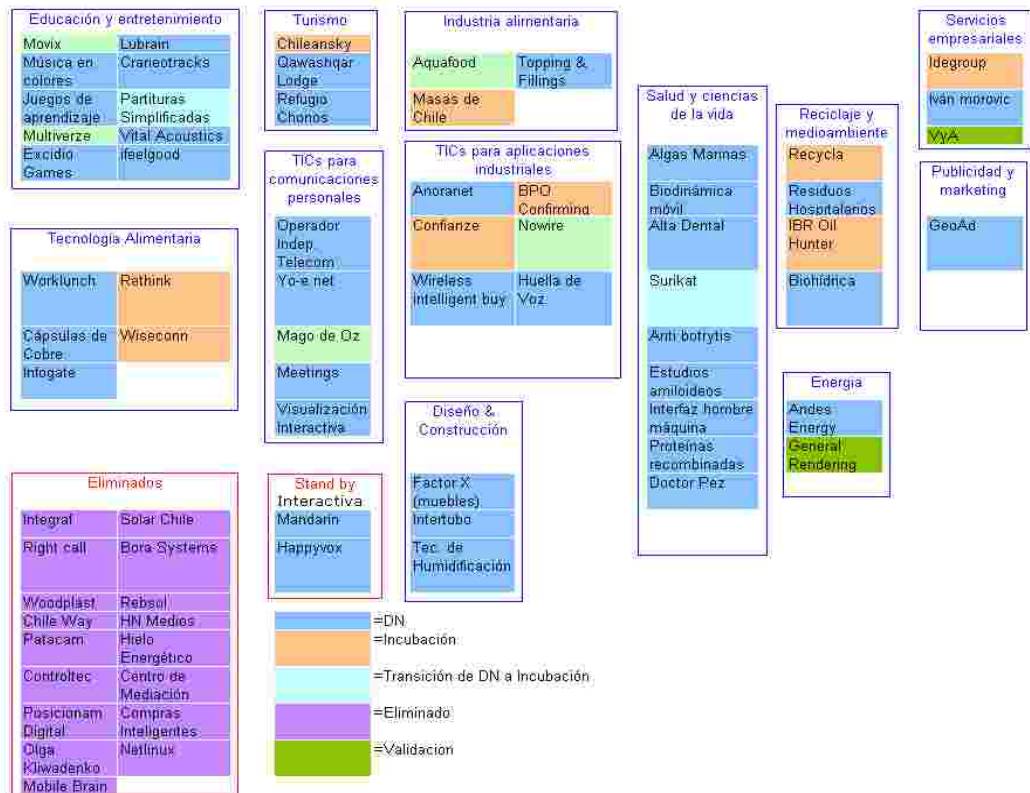 Educación y entretenimiento
Movix
Lubrain
Música en
colores
Craneotracks
Juegos de
aprendizaje
Partituras
Simplificadas
Multiverze
Vital Acoustics
Excidio
Games
ifeelgood
Turismo
Chileansky
Qawashqar
Lodge
Refugio
Chonos
Industria alimentaria
Aquafood
Topping &
Fillings
Masas de
Chile
Servicios
empresariales
Idegroup
Iván morovic
VyA
Salud y ciencias
de la vida
Algas Marinas
Biodinámica
móvil
Alta Dental
Surikat
Anti botrytis
Estudios
amiloideos
Interfaz hombre
máquina
Proteínas
recombinadas
Doctor Pez
Reciclaje y
medioambiente
Recycla
Residuos
Hospitalarios
IBR Oil
Hunter
Biohídrica
Publicidad y
marketing
GeoAd
TICs para
comunicaciones
personales
Operador
Indep.
Telecom
Yo-e net
Mago de Oz
Meetings
Visualización
Interactiva
TICs para aplicaciones
industriales
Anoranet
BPO
Confirming
Confianze
Nowire
Wireless
intelligent buy
Huella de
Voz
Tecnología Alimentaria
Worklunch
Rethink
Cápsulas de
Cobre
Wiseconn
Infogate
Energia
Andes
Energy
General
Rendering
Diseño &
Construcción
Factor X
(muebles)
Intertubo
Tec. de
Humidificación
Eliminados
Integraf
Solar Chile
Right call
Bora Systems
Woodplast
Rebsol
Chile Way
HN Medios
Patacam
Hielo
Energético
Controltec
Centro de
Mediación
Posicionam
Digital
Compras
Inteligentes
Olga
Kliwadenko
Netlinux
Mobile Brain
Stand by
Interactiva
Mandarin
Happyvox
=DN
=Incubación
=Transición de DN a Incubación
=Eliminado
=Validacion